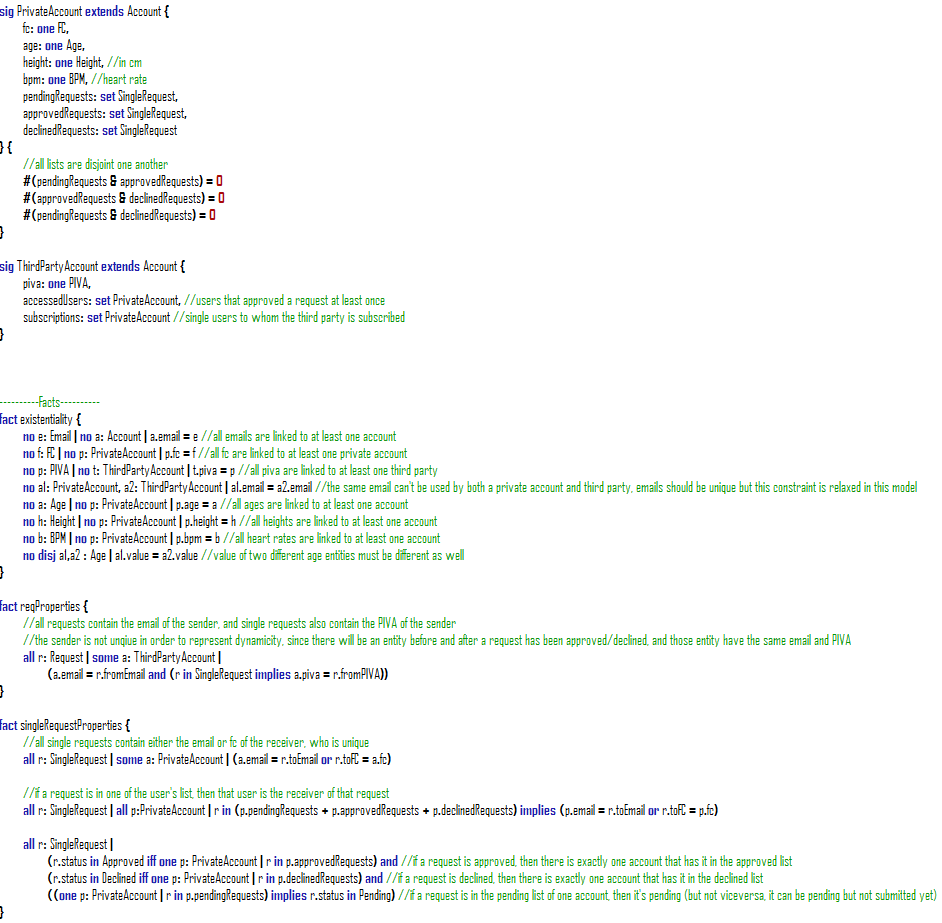 sig PrivateAccount extends Account {
fc: one FC,
age: one Age,
height: one Height, //in cm
bpm: one BPM, //heart rate
pendingRequests: set SingleRequest,
approvedRequests: set SingleRequest,
declinedRequests: set SingleRequest
} {
//all lists are disjoint one another
#(pendingRequests & approvedRequests) = 0
#(approvedRequests & declinedRequests) = 0
#(pendingRequests & declinedRequests) = 0
}
sig ThirdPartyAccount extends Account {
piva: one PIVA,
accessedUsers: set PrivateAccount, //users that approved a request at least once
subscriptions: set PrivateAccount //single users to whom the third party is subscribed
}
----------Facts----------
fact existentiality {
no e: Email | no a: Account | a.email = e //all emails are linked to at least one account
no f: FC | no p: PrivateAccount | p.fc = f //all fc are linked to at least one private account
no p: PIVA | no t: ThirdPartyAccount | t.piva = p //all piva are linked to at least one third party
no a1: PrivateAccount, a2: ThirdPartyAccount | a1.email = a2.email //the same email can't be used by both a private account and third party, emails should be unique but this constraint is relaxed in this model
no a: Age | no p: PrivateAccount | p.age = a //all ages are linked to at least one account
no h: Height | no p: PrivateAccount | p.height = h //all heights are linked to at least one account
no b: BPM | no p: PrivateAccount | p.bpm = b //all heart rates are linked to at least one account
no disj a1,a2 : Age | a1.value = a2.value //value of two different age entities must be different as well
}
fact reqProperties {
//all requests contain the email of the sender, and single requests also contain the PIVA of the sender
//the sender is not unqiue in order to represent dynamicity, since there will be an entity before and after a request has been approved/declined, and those entity have the same email and PIVA
all r: Request | some a: ThirdPartyAccount |
(a.email = r.fromEmail and (r in SingleRequest implies a.piva = r.fromPIVA))
}
fact singleRequestProperties {
//all single requests contain either the email or fc of the receiver, who is unique
all r: SingleRequest | some a: PrivateAccount | (a.email = r.toEmail or r.toFC = a.fc)
//if a request is in one of the user's list, then that user is the receiver of that request
all r: SingleRequest | all p:PrivateAccount | r in (p.pendingRequests + p.approvedRequests + p.declinedRequests) implies (p.email = r.toEmail or r.toFC = p.fc)
all r: SingleRequest |
(r.status in Approved iff one p: PrivateAccount | r in p.approvedRequests) and //if a request is approved, then there is exactly one account that has it in the approved list
(r.status in Declined iff one p: PrivateAccount | r in p.declinedRequests) and //if a request is declined, then there is exactly one account that has it in the declined list
((one p: PrivateAccount | r in p.pendingRequests) implies r.status in Pending) //if a request is in the pending list of one account, then it's pending (but not viceversa, it can be pending but not submitted yet)
}